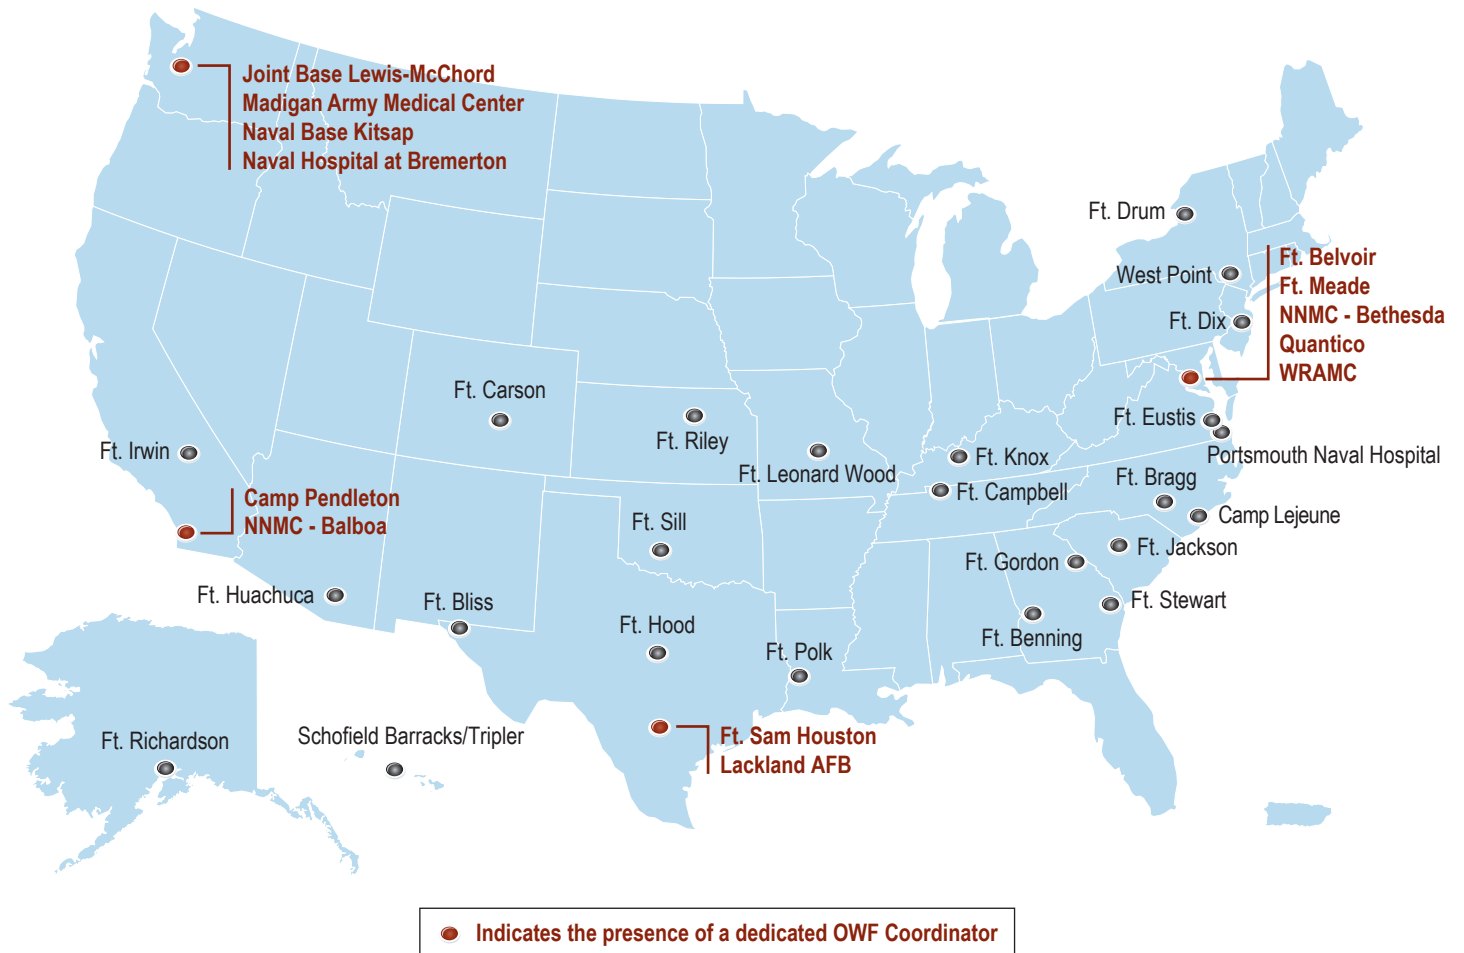 Joint Base Lewis-McChord
Madigan Army Medical Center
Naval Base Kitsap
Naval Hospital at Bremerton
Ft. Drum
Ft. Belvoir
Ft. Meade
NNMC - Bethesda
Quantico
WRAMC
West Point
Ft. Dix
Ft. Carson
Ft. Eustis
Ft. Riley
Ft. Irwin
Ft. Knox
Portsmouth Naval Hospital
Ft. Leonard Wood
Ft. Bragg
Ft. Campbell
Camp Pendleton
NNMC - Balboa
Camp Lejeune
Ft. Sill
Ft. Jackson
Ft. Gordon
Ft. Huachuca
Ft. Bliss
Ft. Stewart
Ft. Hood
Ft. Benning
Ft. Polk
Ft. Richardson
Schofield Barracks/Tripler
Ft. Sam Houston
Lackland AFB
Indicates the presence of a dedicated OWF Coordinator